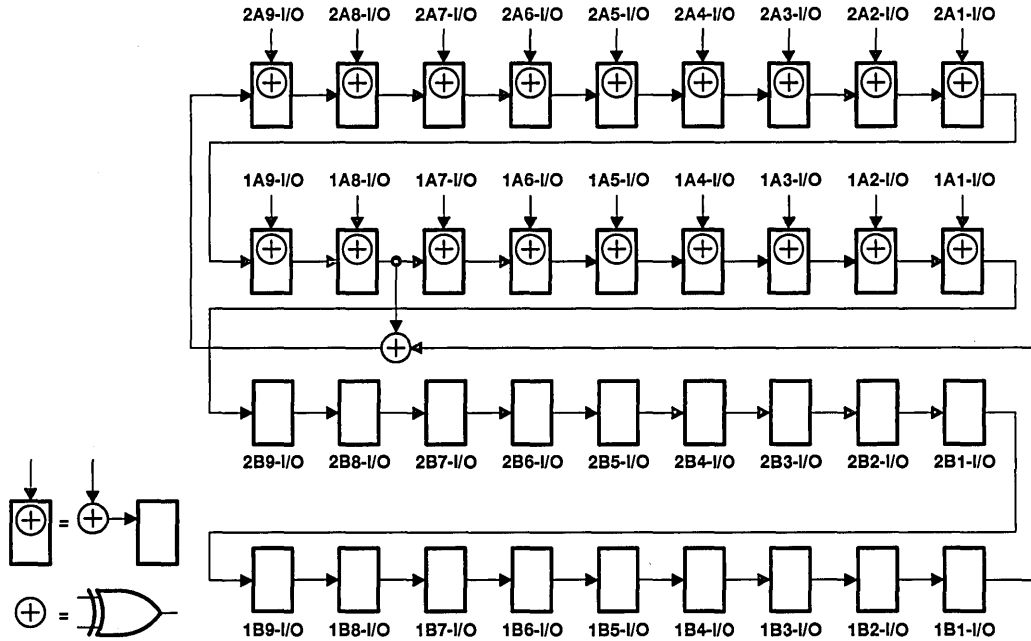 2A9-I/O 2A8-I/O 2A7-I/O 2A6-I/O 2A5-I/O 2A4-I/O 2A3-I/O 2A2-I/O 2A1-I/O
1A9-I/O 1A8-I/O 1A7-I/O 1A6-I/O 1A5-I/O 1A4-I/O 1A3-I/O 1A2-I/O 1A1-I/O
2B9-I/O 2B8-I/O 2B7-I/O 2B6-I/O 2B5-I/O 2B4-I/O 2B3-I/O 2B2-I/O 2B1-I/O
=
=
1B9-I/O 1B8-I/O 1B7-I/O 1B6-I/O 1B5-I/O 1B4-I/O 1B3-I/O 1B2-I/O 1B1-I/O